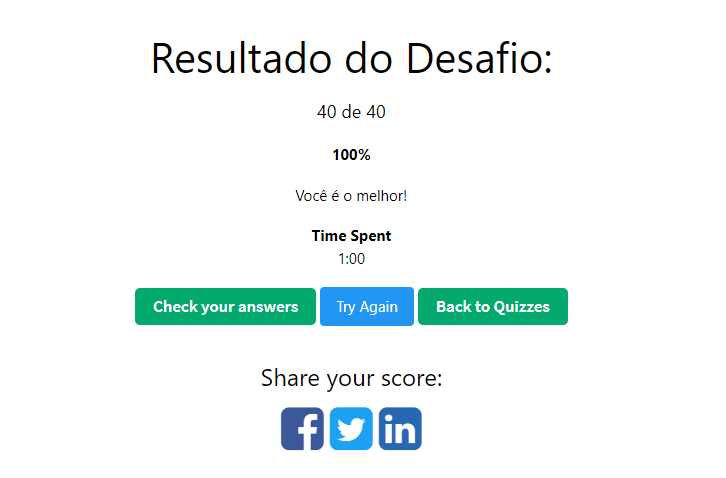 Resultado do Desafio:
40 de 40
100%
Você é o melhor!
Time Spent
1:00
Check your answers Try Again Back to Quizzes
Share your score: